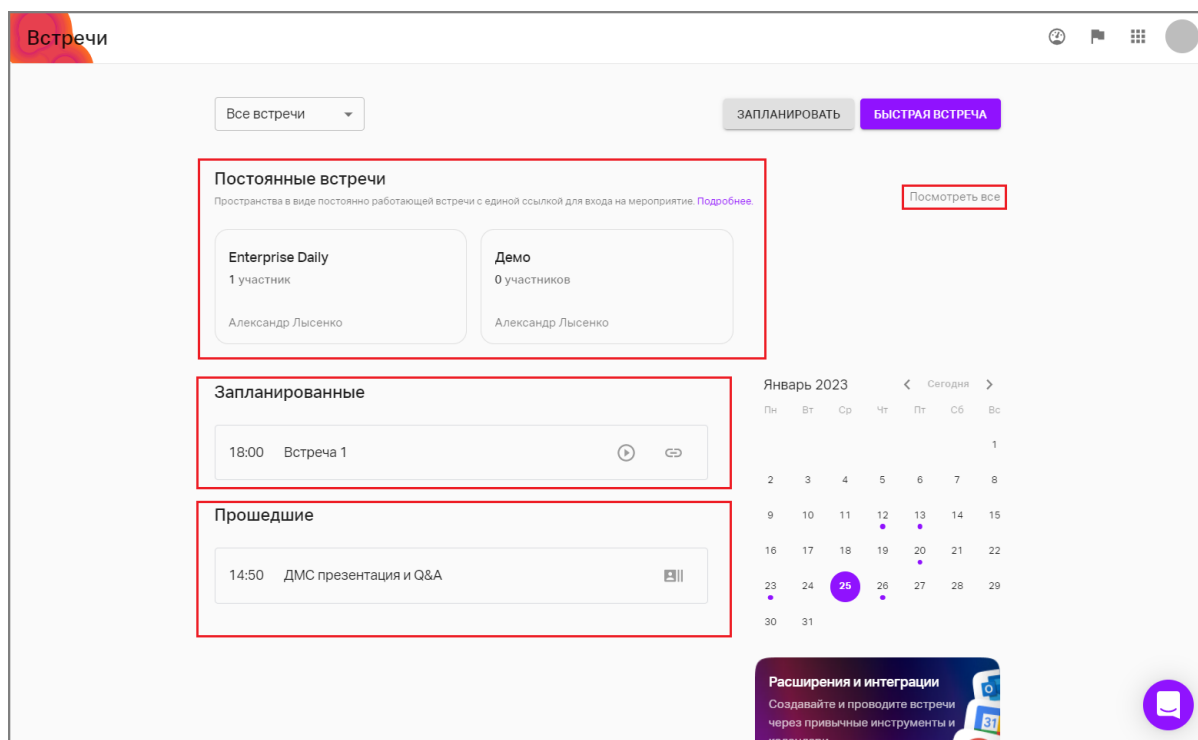 Встречи
Все встречи
ЗАПЛАНИРОВАТЬ
БЫСТРАЯ ВСТРЕЧА
Постоянные встречи
Пространства в виде постоянно работающей встречи с единой ссылкой для входа на мероприятие. Подробнее.
Посмотреть все
Enterprise Daily
1 участник
Александр Лысенко
Демо
0 участников
Александр Лысенко
Запланированные
18:00 Встреча 1
Прошедшие
14:50 ДМС презентация и Q&A
Январь 2023 Сегодня
Пн Вт Ср Чт Пт Сб Вс
1
2 3 4 5 6 7 8
9 10 11 12 13 14 15
16 17 18 19 20 21 22
23 24 25 26 27 28 29
30 31
Расширения и интеграции
Создавайте и проводите встречи
через привычные инструменты и
31